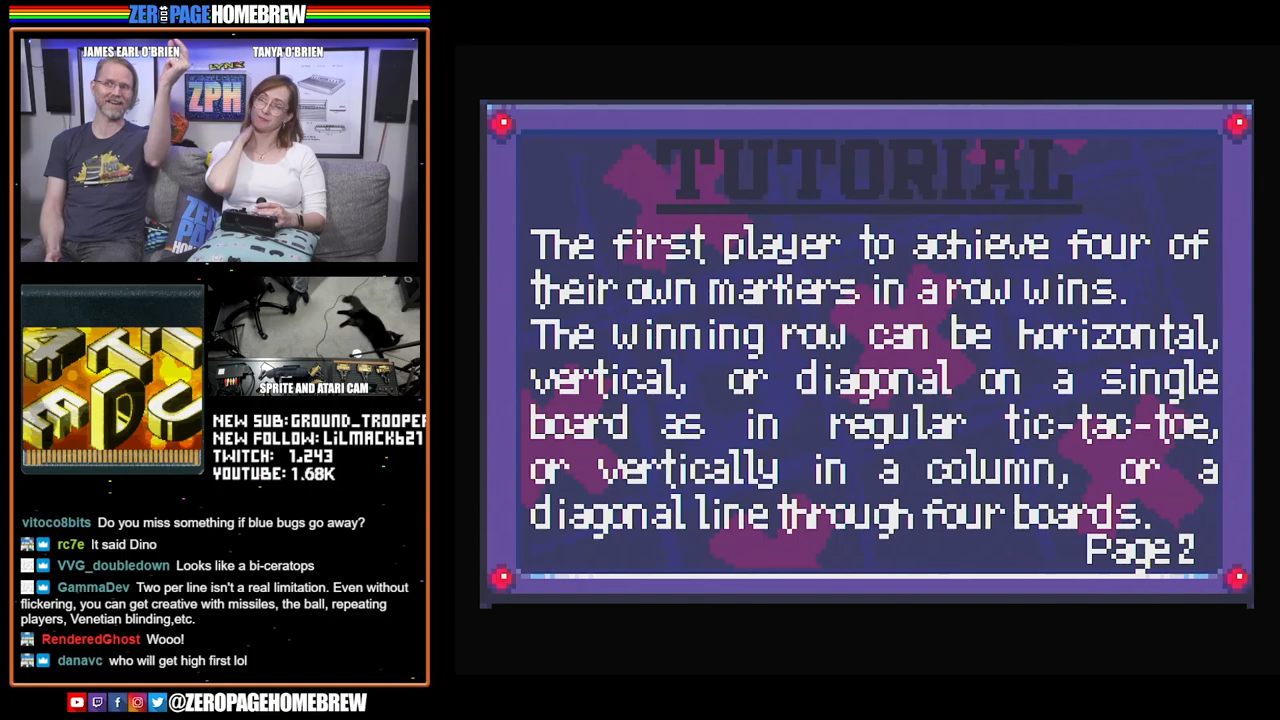 ZEROPAGE HOMEBREW
JAMES EARL O'BRIEN
TANYA O'BRIEN
LYNX
ZPH
ZERO
PAGE
HOME
ATTI
E D U
SPRITE AND ATARI CAM
NEW SUB: GROUND_TROOPER
NEW FOLLOW: LILMACK621
TWITCH: 1,243
YOUTUBE: 1.68K
vitoco8bits Do you miss something if blue bugs go away?
rc7e It said Dino
VVG_doubledown Looks like a bi-ceratops
GammaDev Two per line isn't a real limitation. Even without
flickering, you can get creative with missiles, the ball, repeating
players, Venetian blinding,etc.
RenderedGhost Wooo!
danavc who will get high first lol
@ZEROPAGEHOMEBREW
TUTORIAL
The first player to achieve four of
their own markers in a row wins.
The winning row can be horizontal,
vertical, or diagonal on a single
board as in regular tic-tac-toe,
or vertically in a column, or a
diagonal line through four boards.
Page 2